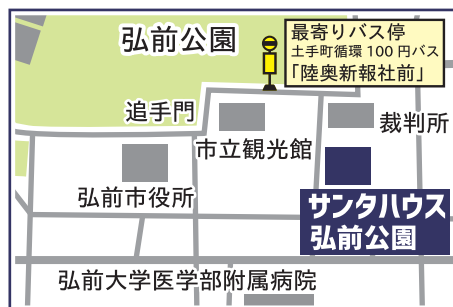 弘前公園
最寄りバス停
土手町循環100円バス
「陸奥新報社前」
追手門
市立観光館
裁判所
弘前市役所
サンタハウス
弘前公園
弘前大学医学部附属病院